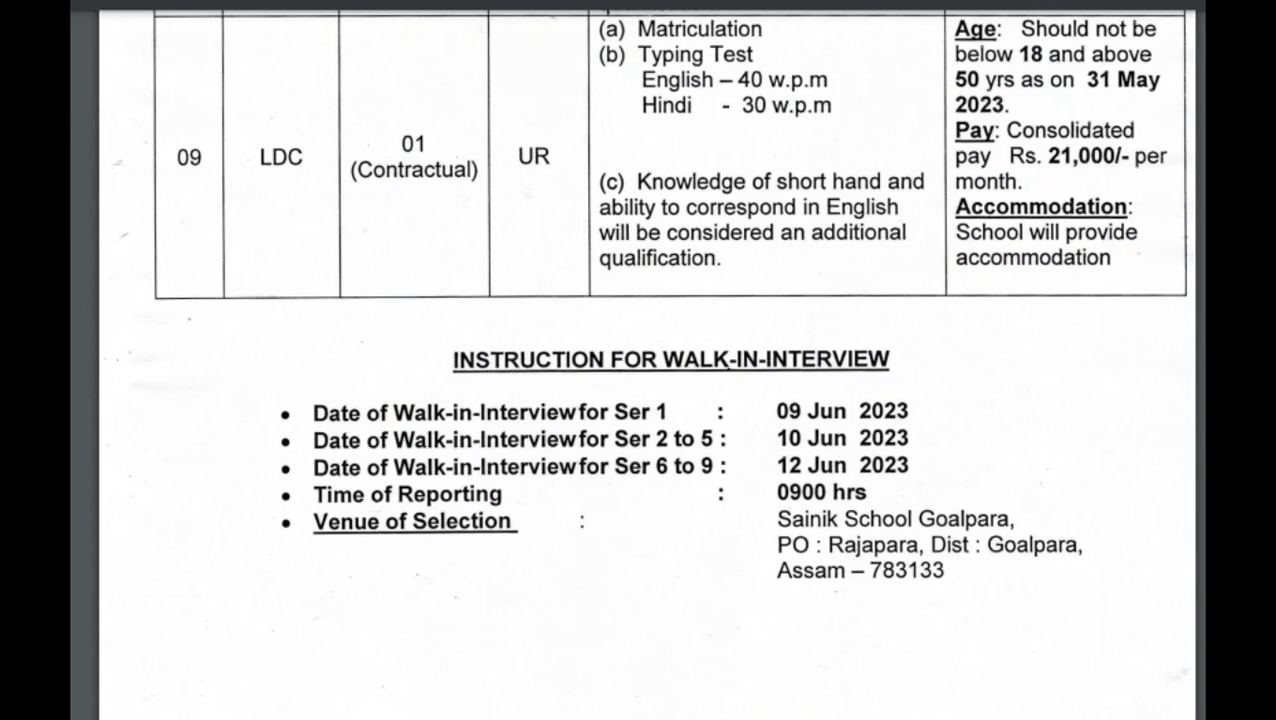 09
LDC
01
(Contractual)
UR
(a) Matriculation
(b) Typing Test
English – 40 w.p.m
Hindi - 30 w.p.m
(c) Knowledge of short hand and
ability to correspond in English
will be considered an additional
qualification.
Age: Should not be
below 18 and above
50 yrs as on 31 May
2023.
Pay: Consolidated
pay Rs. 21,000/- per
month.
Accommodation:
School will provide
accommodation
INSTRUCTION FOR WALK-IN-INTERVIEW
• Date of Walk-in-Interview for Ser 1 : 09 Jun 2023
• Date of Walk-in-Interview for Ser 2 to 5 : 10 Jun 2023
• Date of Walk-in-Interview for Ser 6 to 9 : 12 Jun 2023
• Time of Reporting : 0900 hrs
• Venue of Selection : Sainik School Goalpara,
PO : Rajapara, Dist : Goalpara,
Assam – 783133